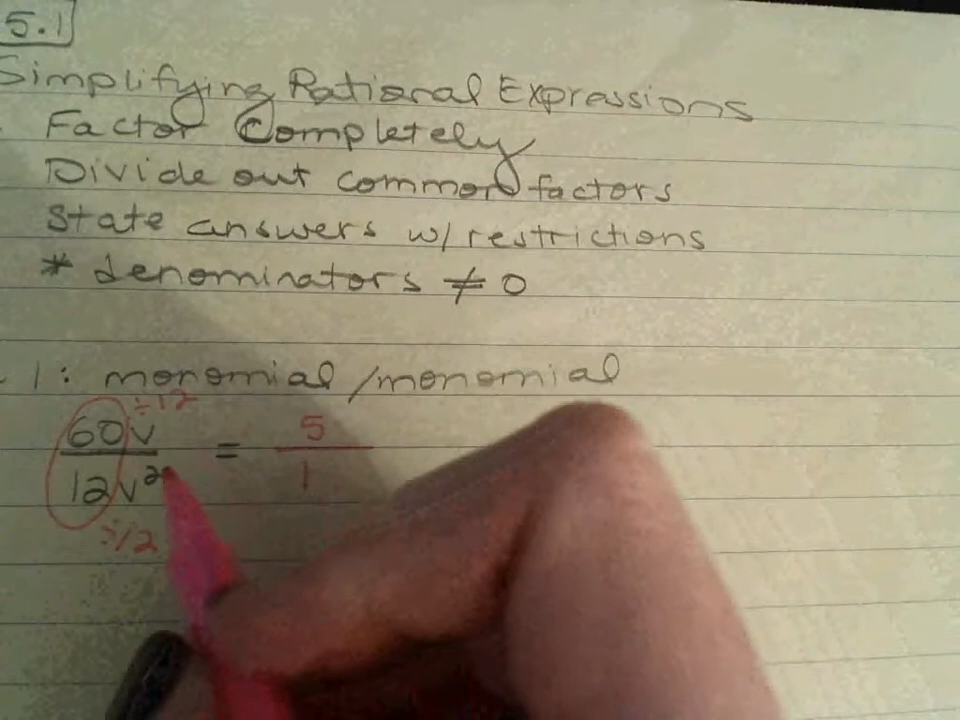 5.1
Simplifying Rational Expressions
Factor Completely
Divide out common factors
State answers w/ restrictions
* denominators ≠ 0
1: monomial/monomial
÷12
60v = 5
12v² 1
÷12